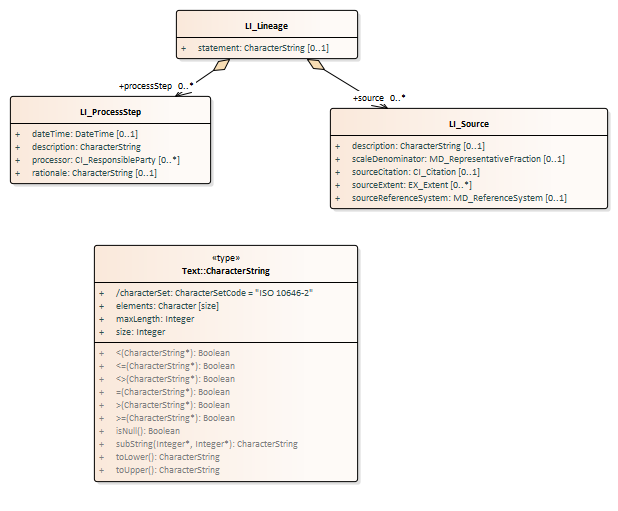 LI_Lineage
+ statement: CharacterString [0..1]
+processStep 0..*
+source 0..*
LI_ProcessStep
+ dateTime: DateTime [0..1]
+ description: CharacterString
+ processor: CI_ResponsibleParty [0..*]
+ rationale: CharacterString [0..1]
LI_Source
+ description: CharacterString [0..1]
+ scaleDenominator: MD_RepresentativeFraction [0..1]
+ sourceCitation: CI_Citation [0..1]
+ sourceExtent: EX_Extent [0..*]
+ sourceReferenceSystem: MD_ReferenceSystem [0..1]
«type»
Text::CharacterString
+ /characterSet: CharacterSetCode = "ISO 10646-2"
+ elements: Character [size]
+ maxLength: Integer
+ size: Integer
+ <(CharacterString*): Boolean
+ <=(CharacterString*): Boolean
+ <>(CharacterString*): Boolean
+ =(CharacterString*): Boolean
+ >(CharacterString*): Boolean
+ >=(CharacterString*): Boolean
+ isNull(): Boolean
+ subString(Integer*, Integer*): CharacterString
+ toLower(): CharacterString
+ toUpper(): CharacterString